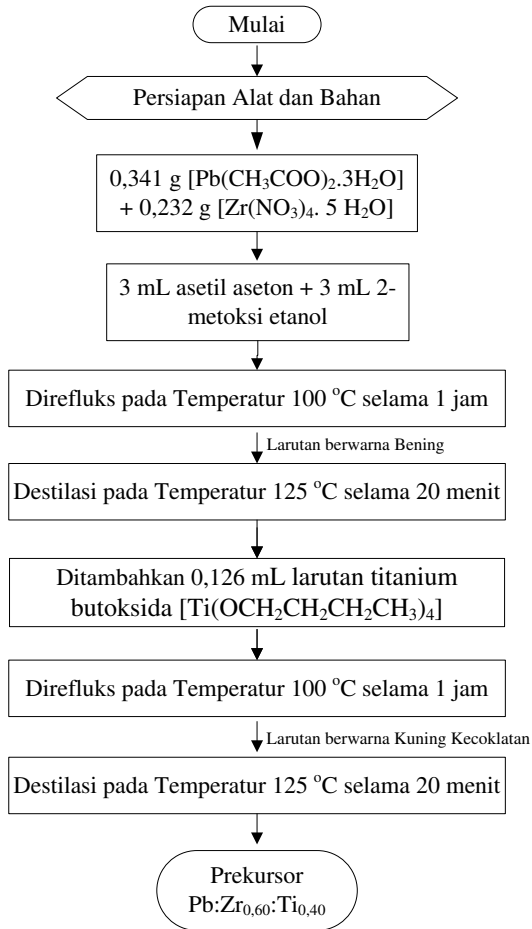 Mulai
Persiapan Alat dan Bahan
0,341 g [Pb(CH₃COO)₂.3H₂O]
+ 0,232 g [Zr(NO₃)₄. 5 H₂O]
3 mL asetil aseton + 3 mL 2-
metoksi etanol
Direfluks pada Temperatur 100 °C selama 1 jam
Larutan berwarna Bening
Destilasi pada Temperatur 125 °C selama 20 menit
Ditambahkan 0,126 mL larutan titanium
butoksida [Ti(OCH₂CH₂CH₂CH₃)₄]
Direfluks pada Temperatur 100 °C selama 1 jam
Larutan berwarna Kuning Kecoklatan
Destilasi pada Temperatur 125 °C selama 20 menit
Prekursor
Pb:Zr₀,₆₀:Ti₀,₄₀